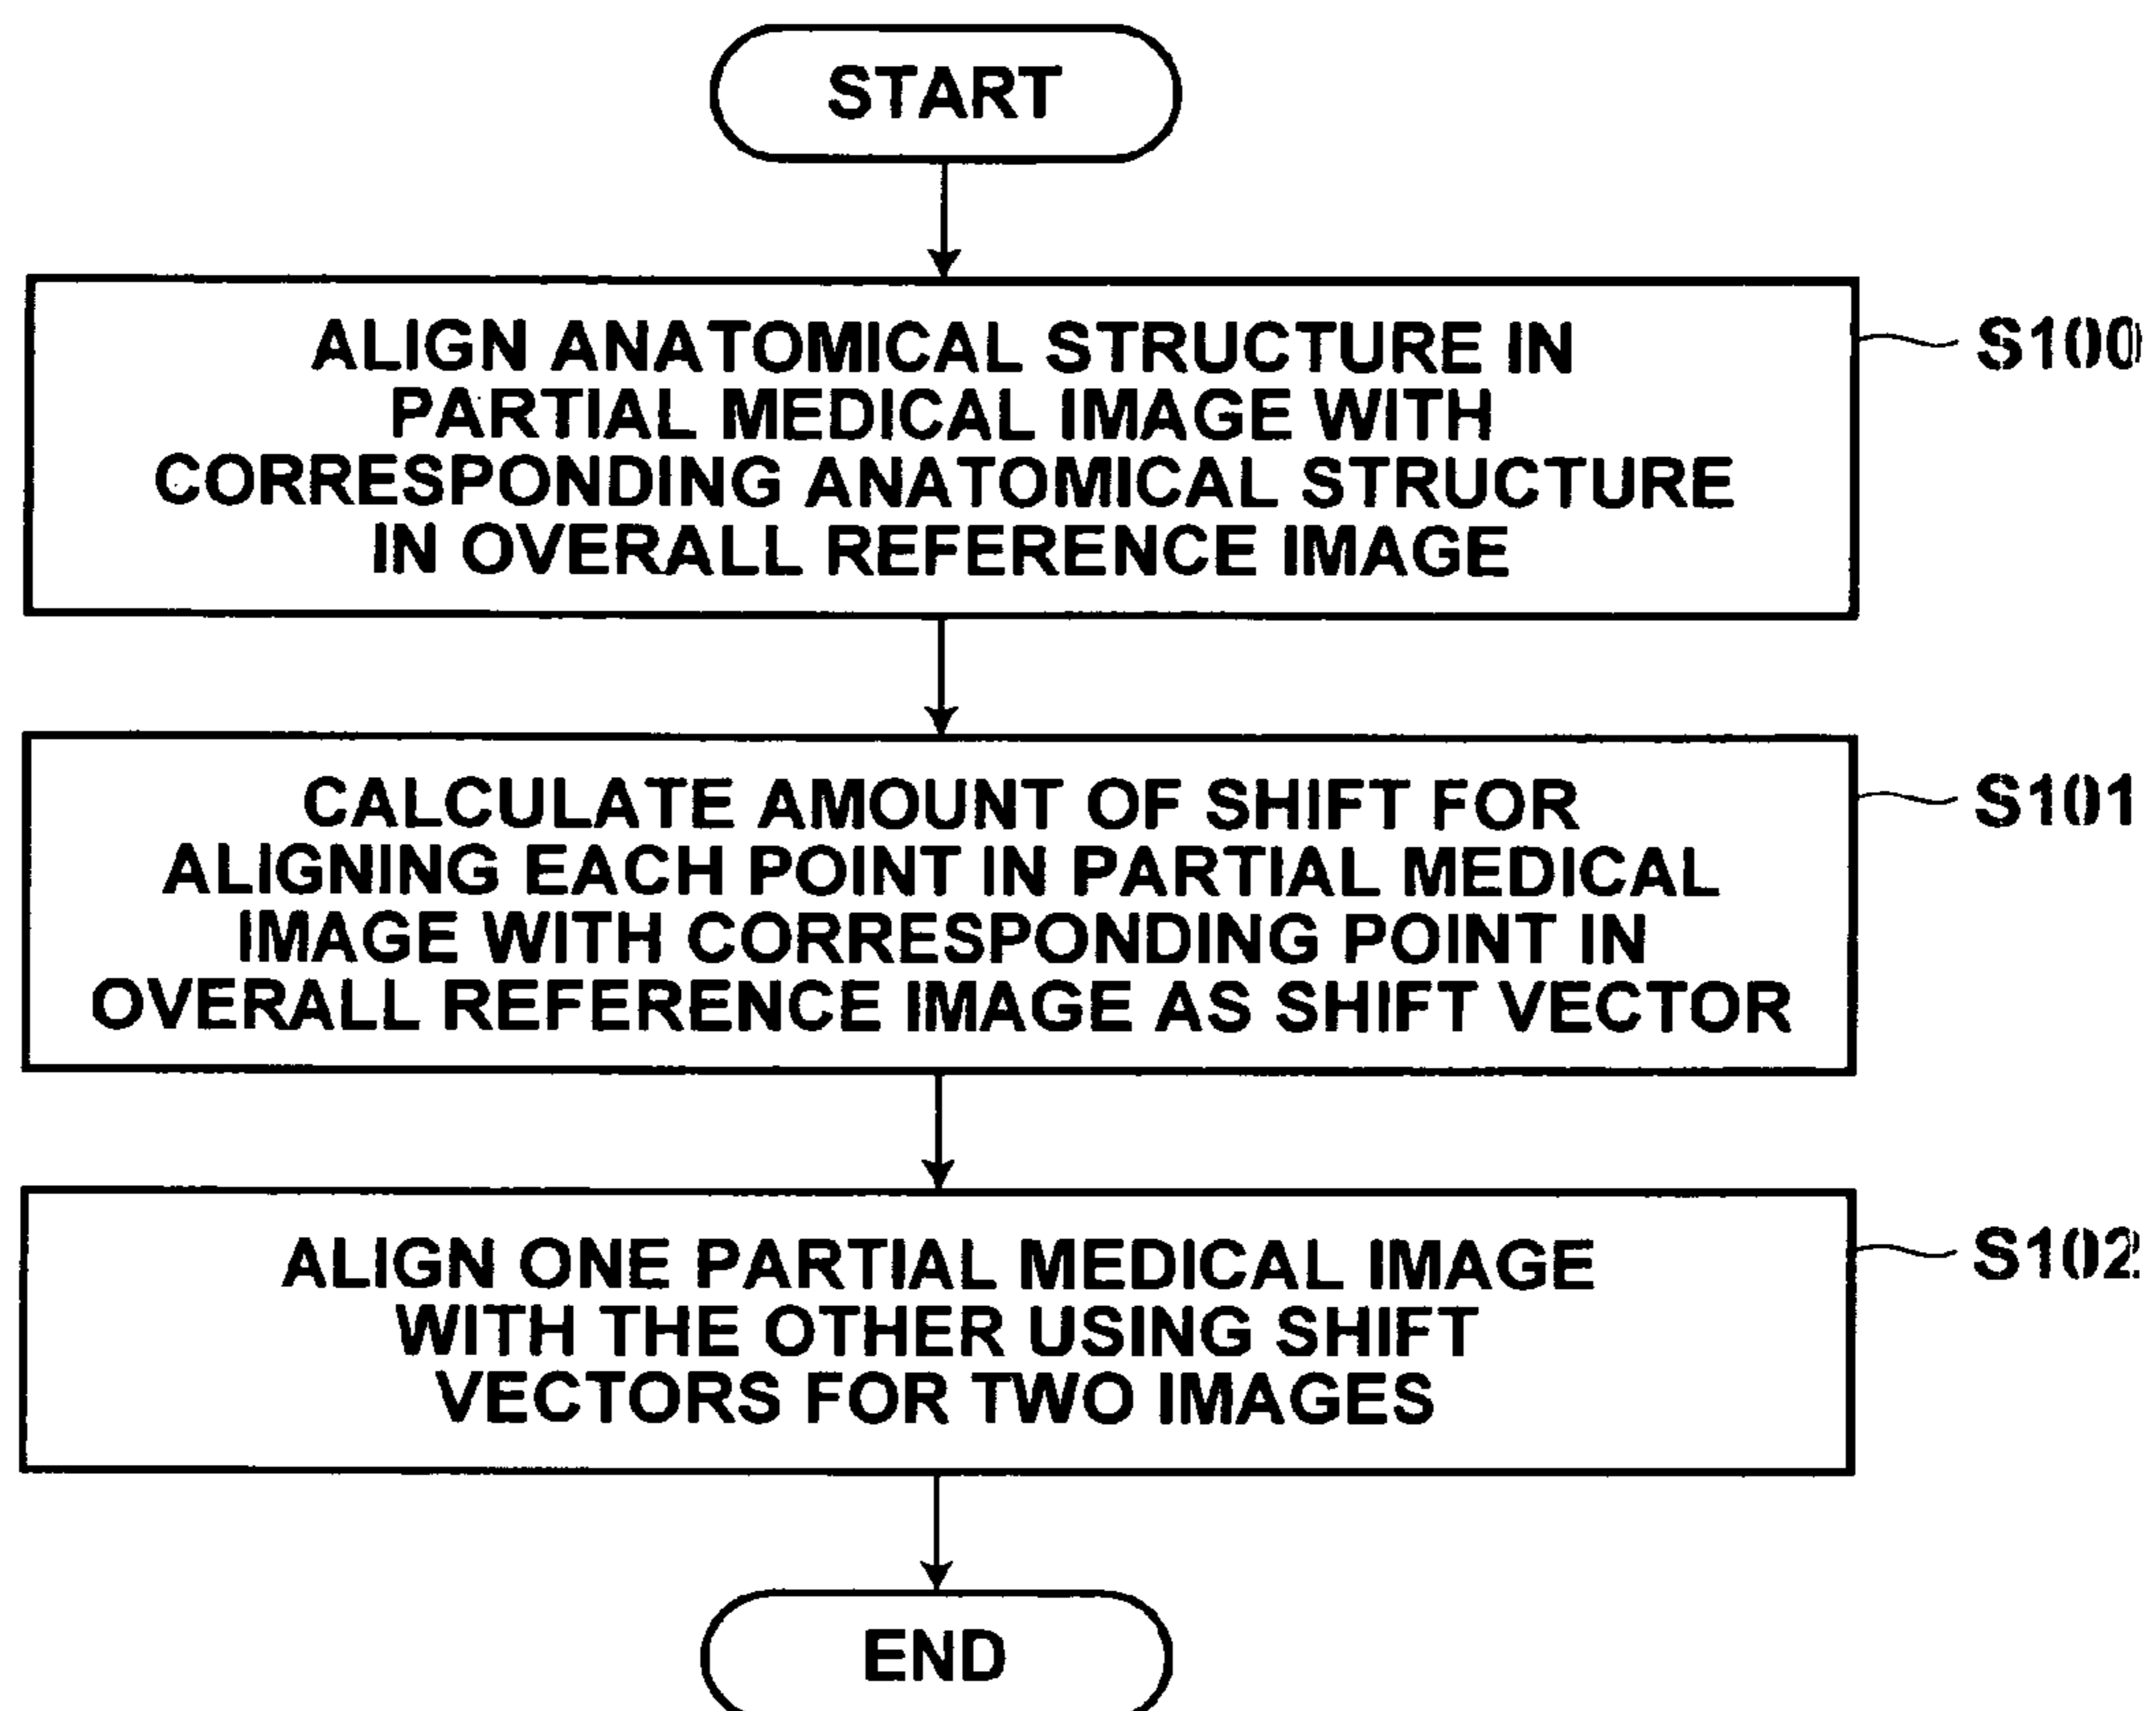 START
ALIGN ANATOMICAL STRUCTURE IN
PARTIAL MEDICAL IMAGE WITH
CORRESPONDING ANATOMICAL STRUCTURE
IN OVERALL REFERENCE IMAGE
S100
CALCULATE AMOUNT OF SHIFT FOR
ALIGNING EACH POINT IN PARTIAL MEDICAL
IMAGE WITH CORRESPONDING POINT IN
OVERALL REFERENCE IMAGE AS SHIFT VECTOR
S101
ALIGN ONE PARTIAL MEDICAL IMAGE
WITH THE OTHER USING SHIFT
VECTORS FOR TWO IMAGES
S102
END